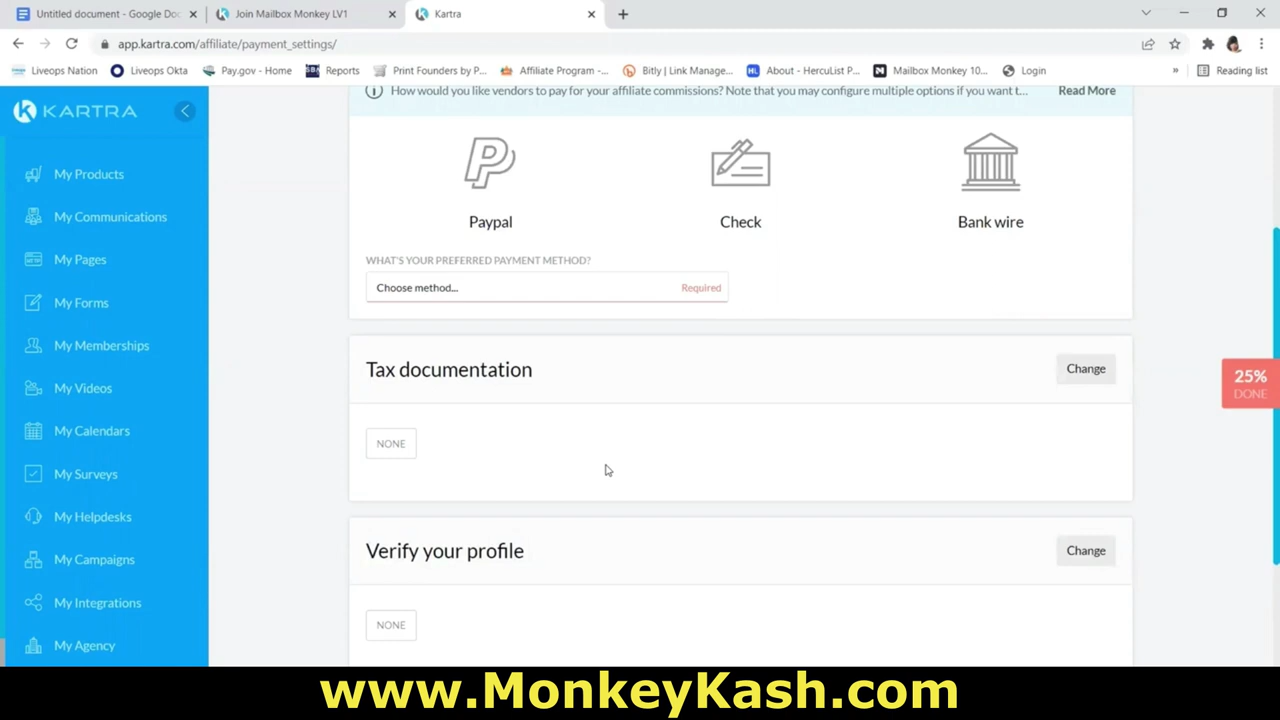 Untitled document - Google Doc
Join Mailbox Monkey LV1
Kartra
app.kartra.com/affiliate/payment_settings/
Liveops Nation
Liveops Okta
Pay.gov - Home
SBA
Reports
Print Founders by P...
Affiliate Program -...
Bitly | Link Manage...
HL
About - HercuList P...
N
Mailbox Monkey 10...
Login
»
Reading list
K KARTRA
How would you like vendors to pay for your affiliate commissions? Note that you may configure multiple options if you want t...
Read More
My Products
My Communications
My Pages
My Forms
My Memberships
My Videos
My Calendars
My Surveys
My Helpdesks
My Campaigns
My Integrations
My Agency
Paypal
Check
Bank wire
WHAT'S YOUR PREFERRED PAYMENT METHOD?
Choose method...
Required
Tax documentation
Change
NONE
25%
DONE
Verify your profile
Change
NONE
www.MonkeyKash.com